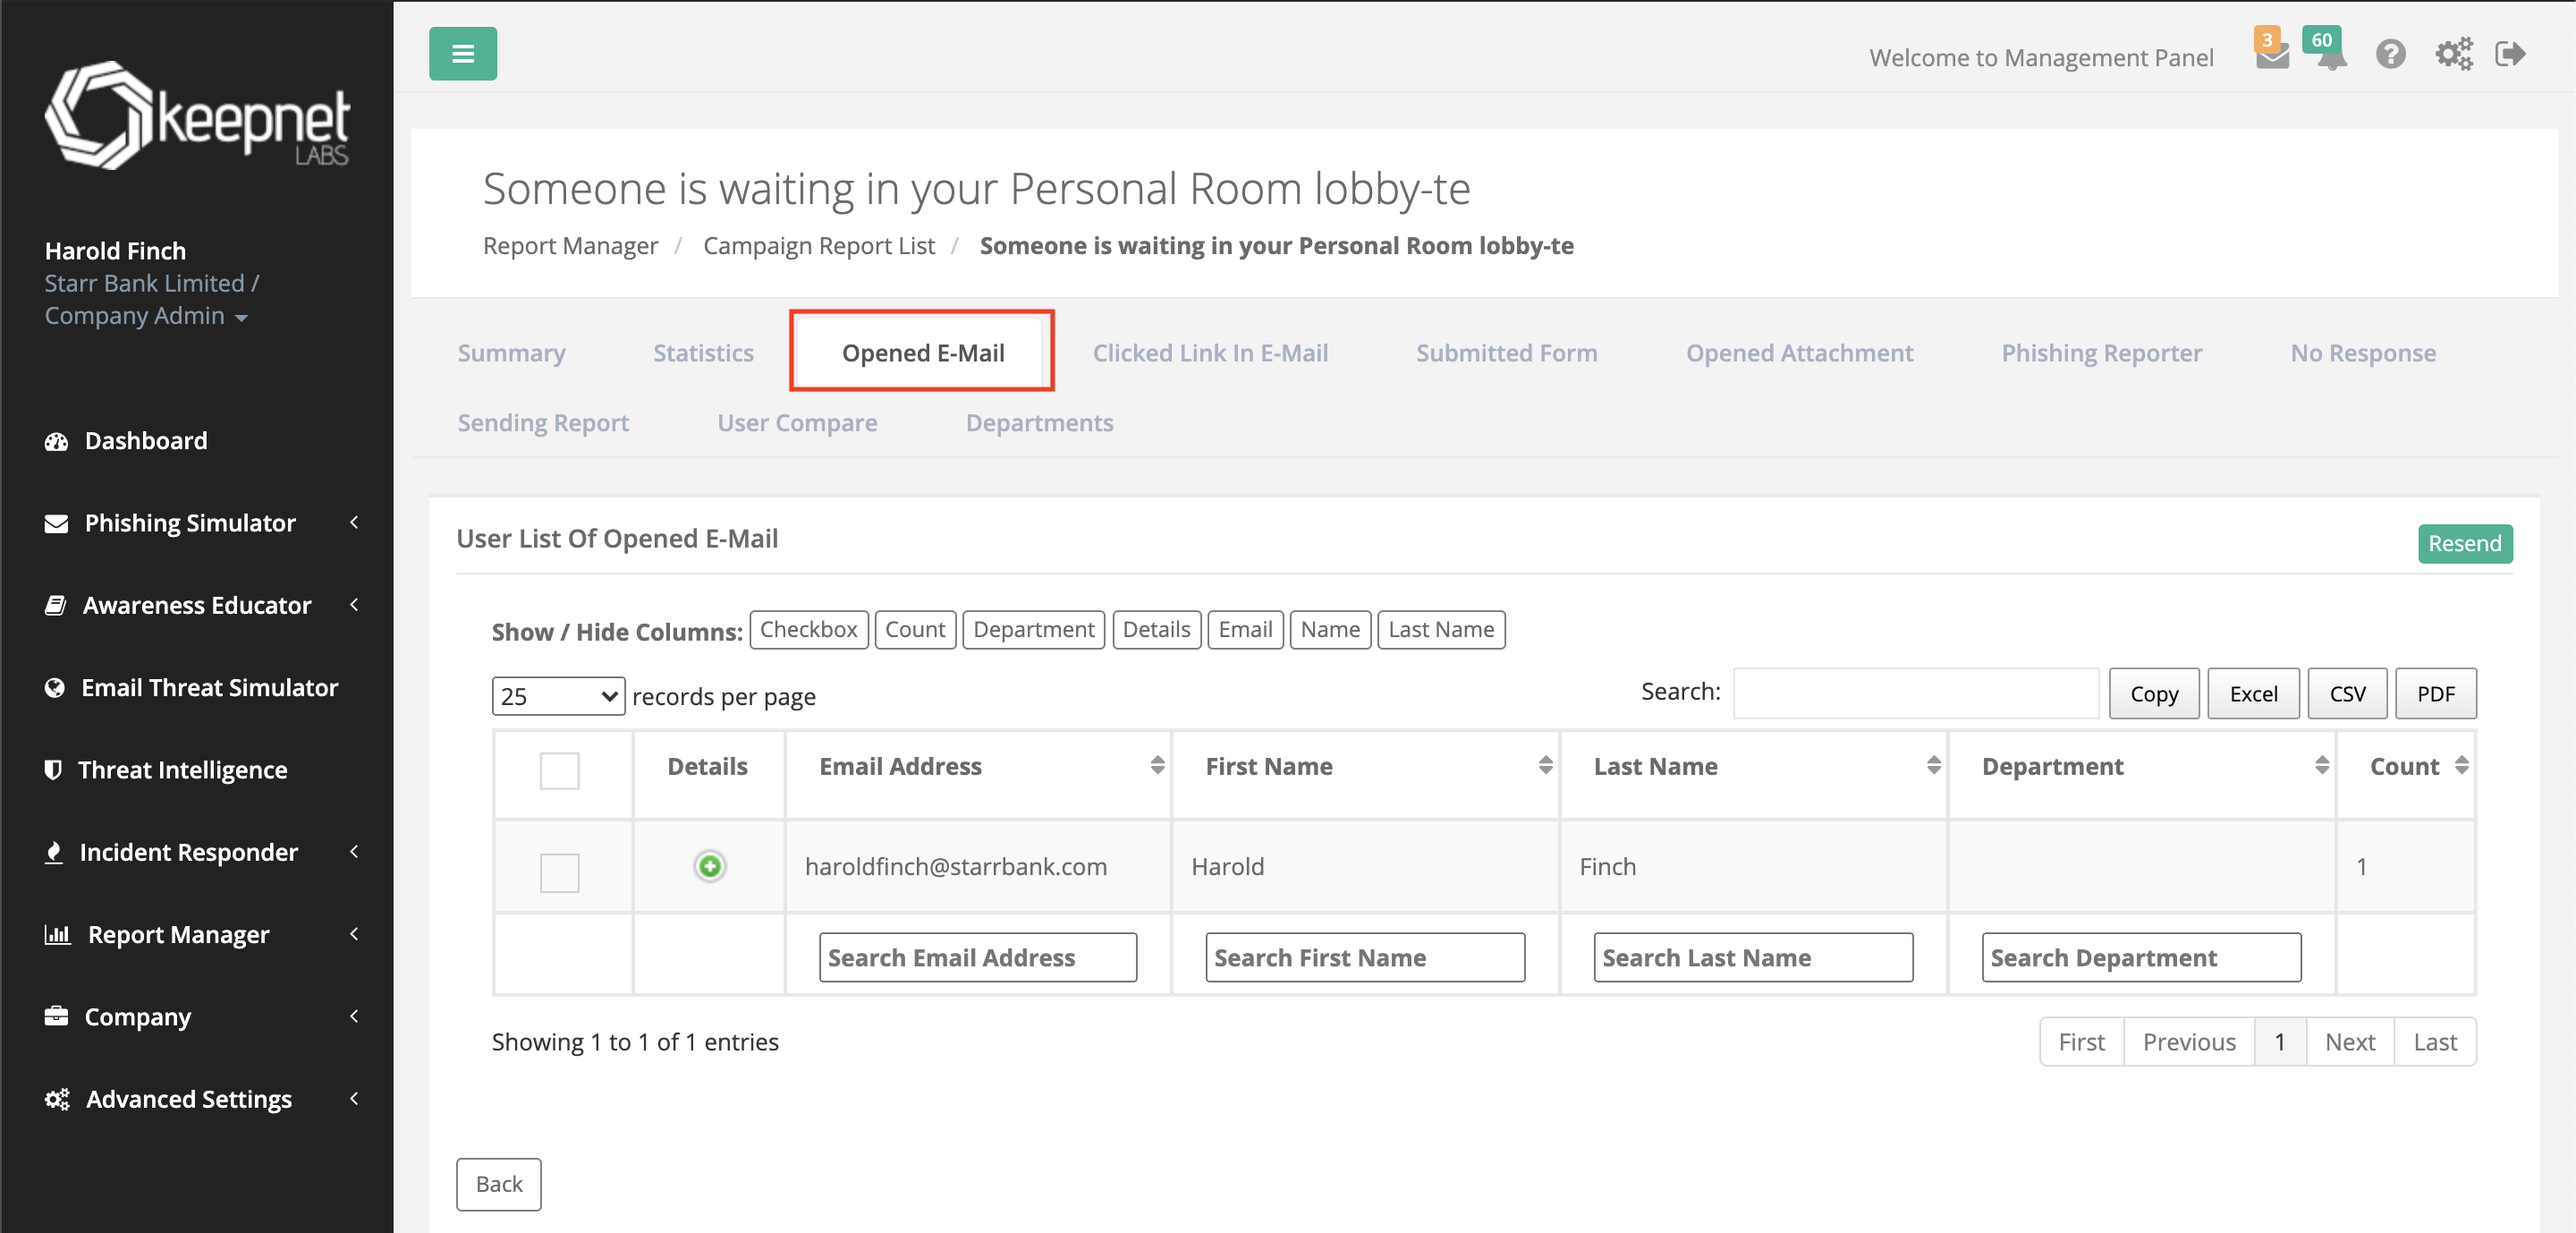 keepnet
LABS
Harold Finch
Starr Bank Limited /
Company Admin
Dashboard
Phishing Simulator
Awareness Educator
Email Threat Simulator
Threat Intelligence
Incident Responder
Report Manager
Company
Advanced Settings
Welcome to Management Panel
3
60
Someone is waiting in your Personal Room lobby-te
Report Manager / Campaign Report List / Someone is waiting in your Personal Room lobby-te
Summary Statistics Opened E-Mail Clicked Link In E-Mail Submitted Form Opened Attachment Phishing Reporter No Response
Sending Report User Compare Departments
User List Of Opened E-Mail
Resend
Show / Hide Columns: Checkbox Count Department Details Email Name Last Name
25 records per page
Search: Copy Excel CSV PDF
Details Email Address First Name Last Name Department Count
haroldfinch@starrbank.com Harold Finch 1
Search Email Address Search First Name Search Last Name Search Department
Showing 1 to 1 of 1 entries
First Previous 1 Next Last
Back